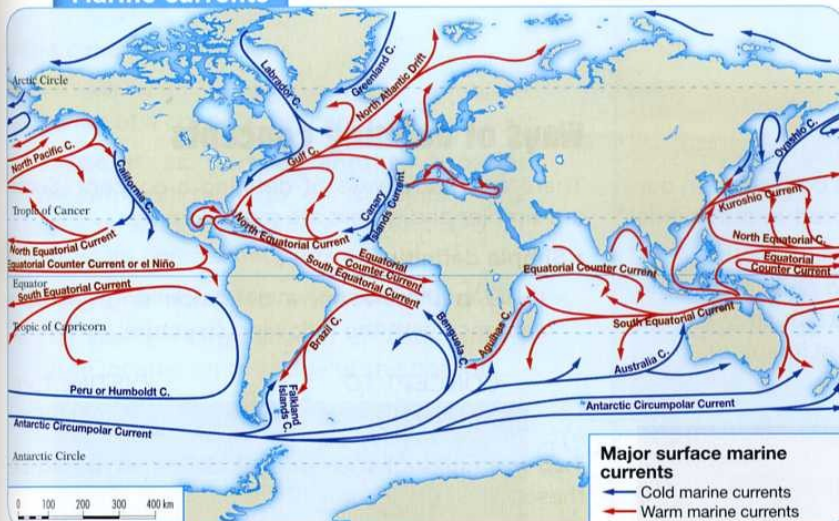 Marine currents
Arctic Circle
Labrador C.
Greenland C.
North Atlantic Drift
Oyashio C.
North Pacific C.
California C.
Gulf C.
Canary
Islands Current
Kuroshio Current
Tropic of Cancer
North Equatorial Current
North Equatorial Current
North Equatorial C.
Equatorial Counter Current or el Niño
Equatorial
Counter Current
Equatorial Counter Current
Equatorial
Counter Current
Equator
South Equatorial Current
South Equatorial Current
South Equatorial Current
Tropic of Capricorn
Brazil C.
Benguela C.
Agulhas C.
Australia C.
Peru or Humboldt C.
Falkland
Islands C.
Antarctic Circumpolar Current
Antarctic Circumpolar Current
Antarctic Circle
Major surface marine
currents
Cold marine currents
Warm marine currents
0 100 200 300 400 km